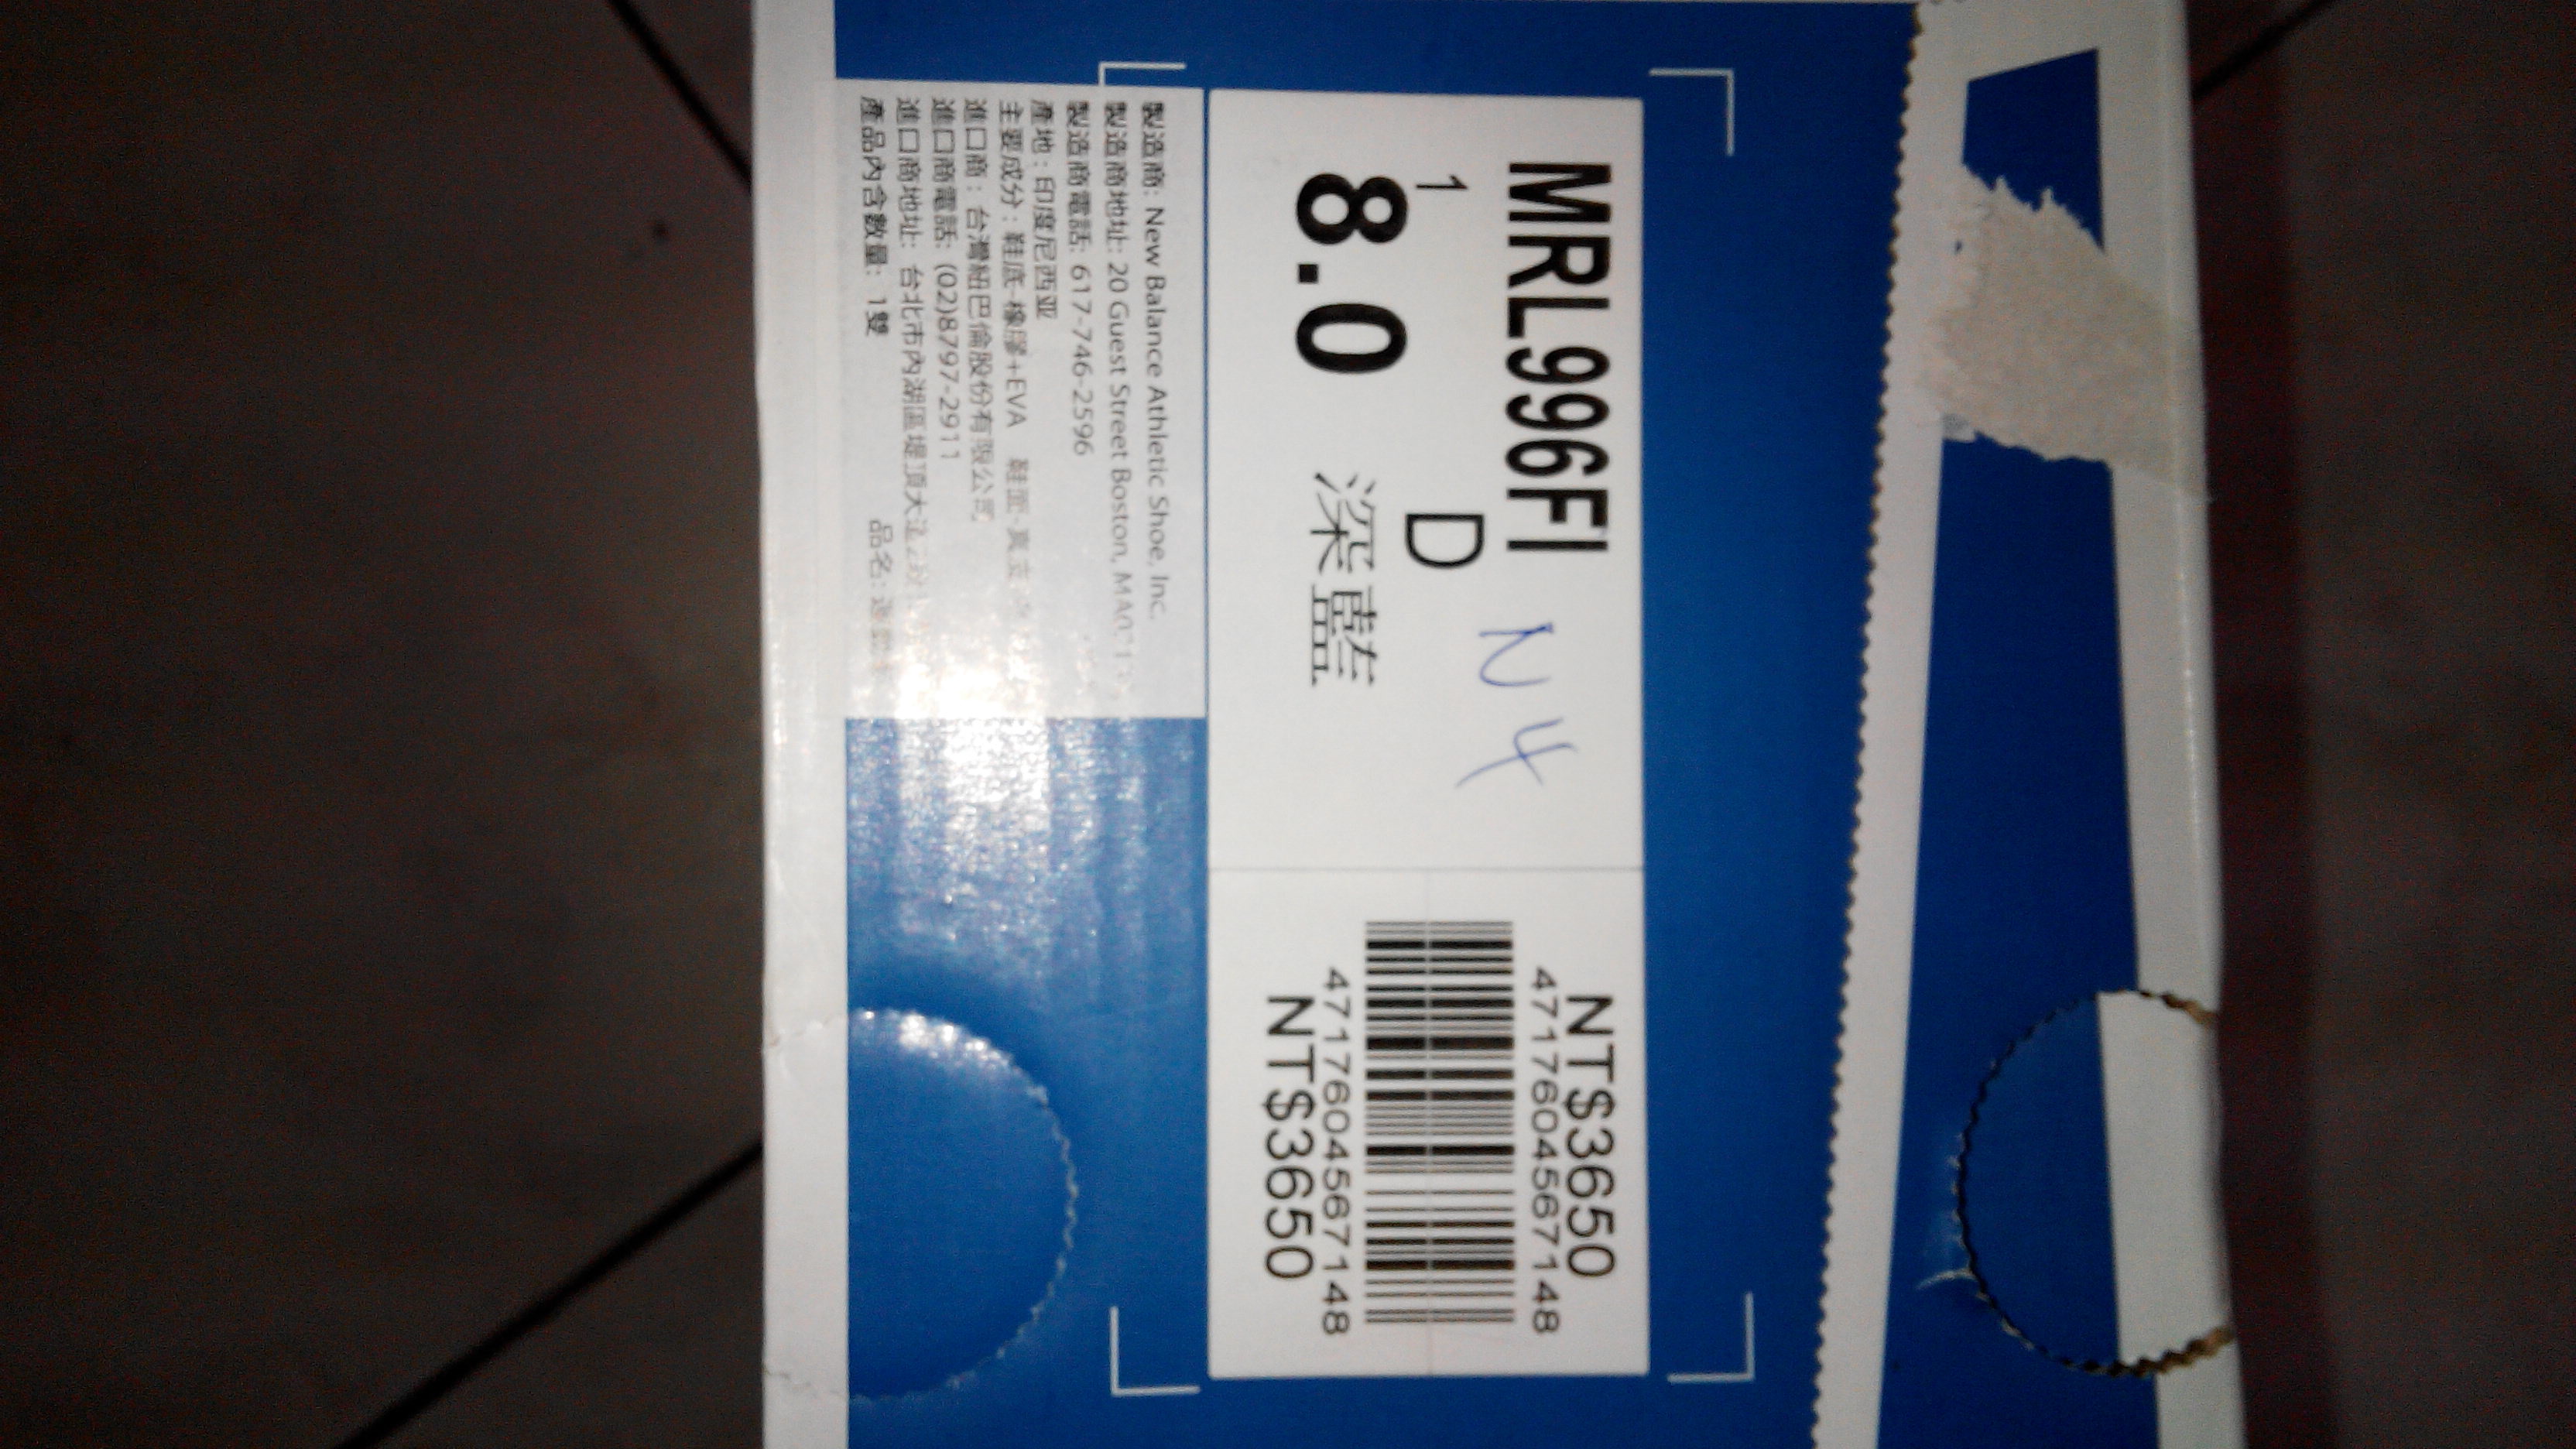 MRL996FI
N4
1 D
8.0 深藍
NT$3650
4717604567148
4717604567148
NT$3650
製造商: New Balance Athletic Shoe, Inc.
製造商地址: 20 Guest Street Boston,
製造商電話: 617-746-2596
產地：印度尼西亚
主要成分：鞋底-橡膠+EVA 鞋面-真
進口商：台灣紐巴倫股份有限公司
進口商電話: (02)8797-2911
進口商地址: 台北市內湖區堤頂大
產品內含數量: 1雙 品名: